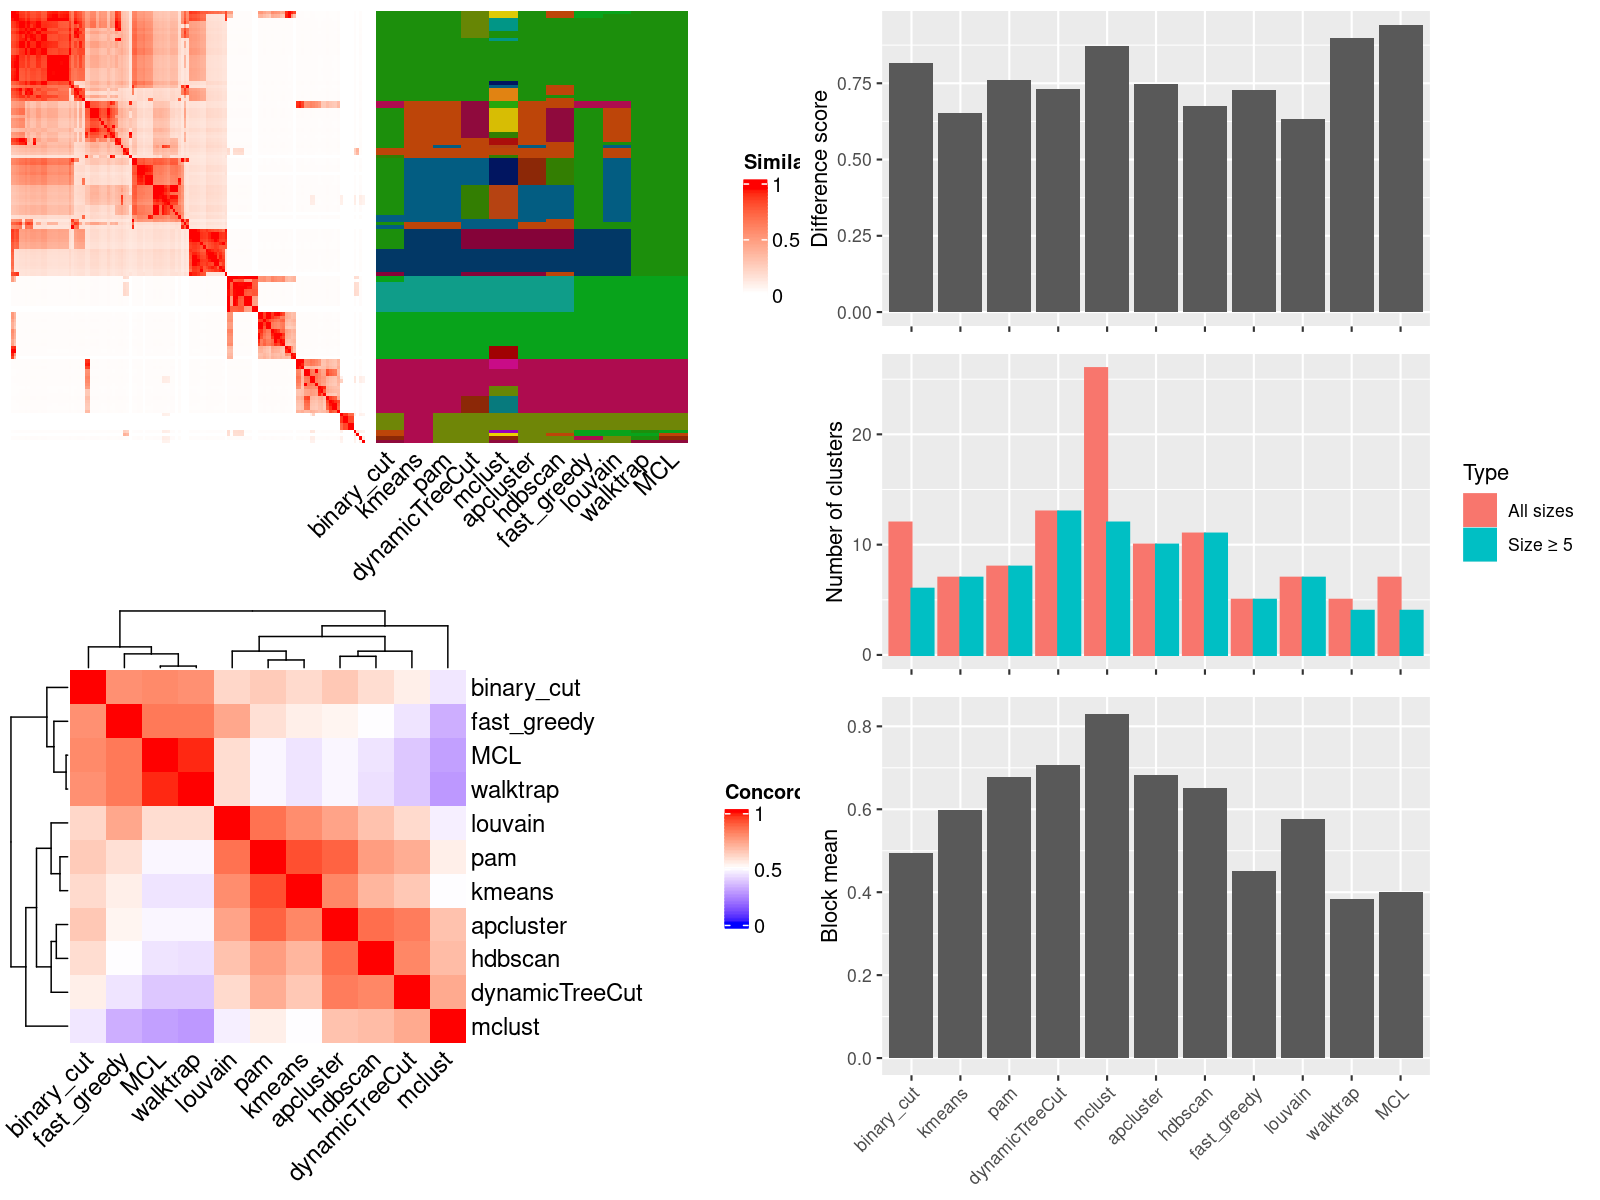 Simila
1
0.5
0
binary_cut
kmeans
pam
dynamicTreeCut
mclust
apcluster
hdbscan
fast_greedy
louvain
walktrap
MCL
binary_cut
fast_greedy
MCL
walktrap
louvain
pam
kmeans
apcluster
hdbscan
dynamicTreeCut
mclust
binary_cut
fast_greedy
MCL
walktrap
louvain
pam
kmeans
apcluster
hdbscan
dynamicTreeCut
mclust
Concord
1
0.5
0
Difference score
0.75
0.50
0.25
0.00
Number of clusters
20
10
0
Type
All sizes
Size ≥ 5
Block mean
0.8
0.6
0.4
0.2
0.0
binary_cut
kmeans
pam
dynamicTreeCut
mclust
apcluster
hdbscan
fast_greedy
louvain
walktrap
MCL